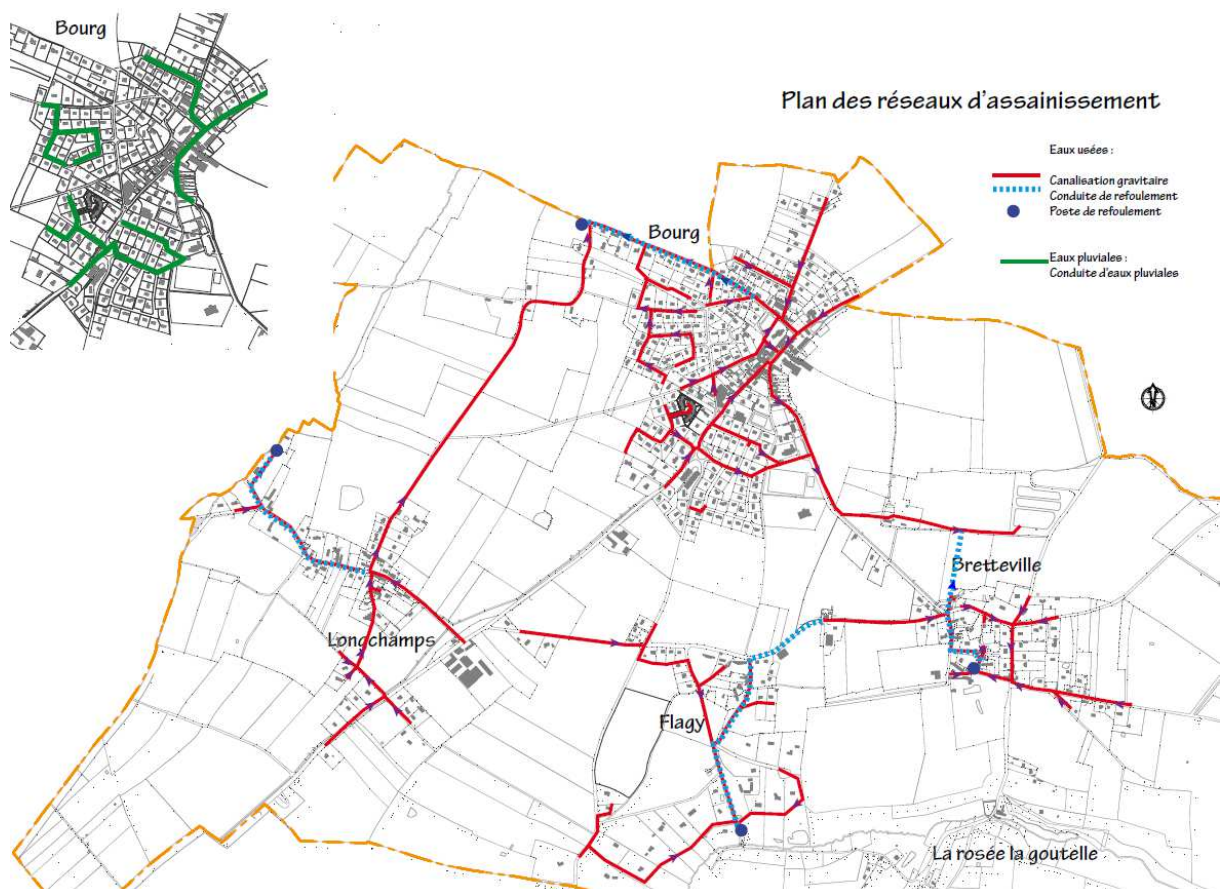 Bourg
Plan des réseaux d'assainissement
Eaux usées :
Canalisation gravitaire
Conduite de refoulement
Poste de refoulement
Eaux pluviales :
Conduite d'eaux pluviales
Bourg
Bretteville
Longchamps
Flagy
La rosée la goutelle